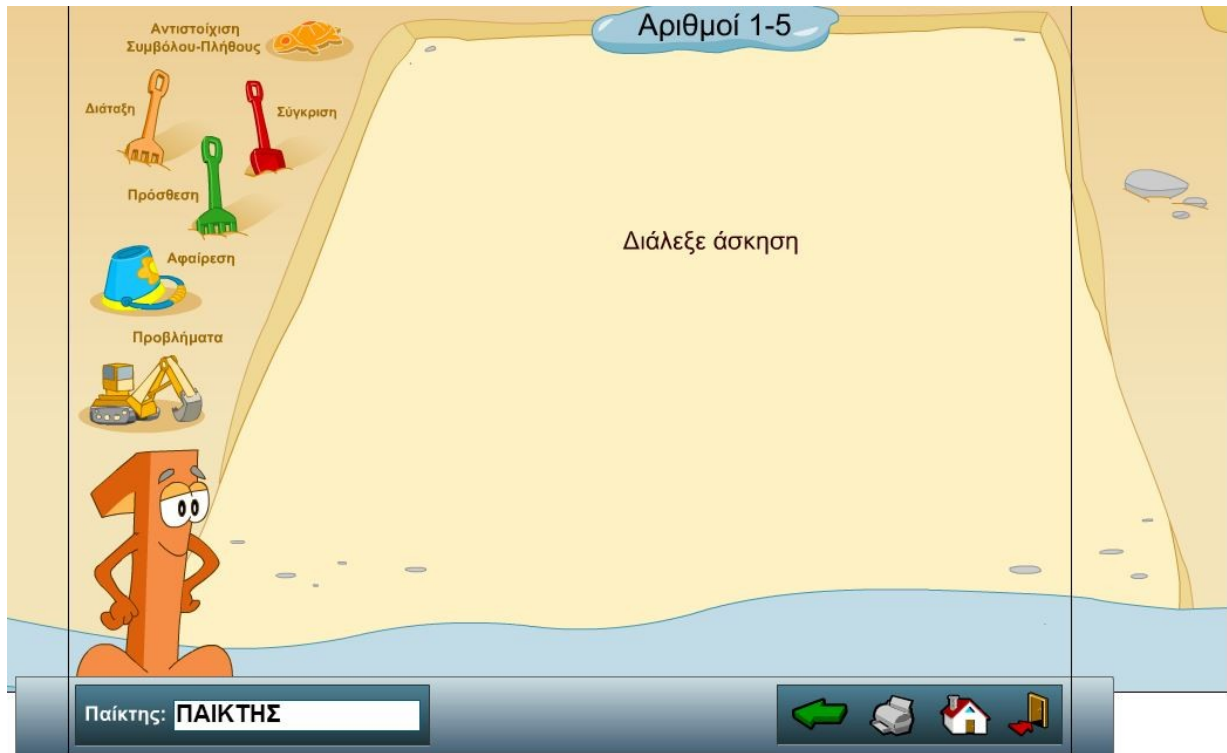 Αριθμοί 1-5
Αντιστοίχιση
Συμβόλου-Πλήθους
Διάταξη
Σύγκριση
Πρόσθεση
Διάλεξε άσκηση
Αφαίρεση
Προβλήματα
Παίκτης: ΠΑΙΚΤΗΣ